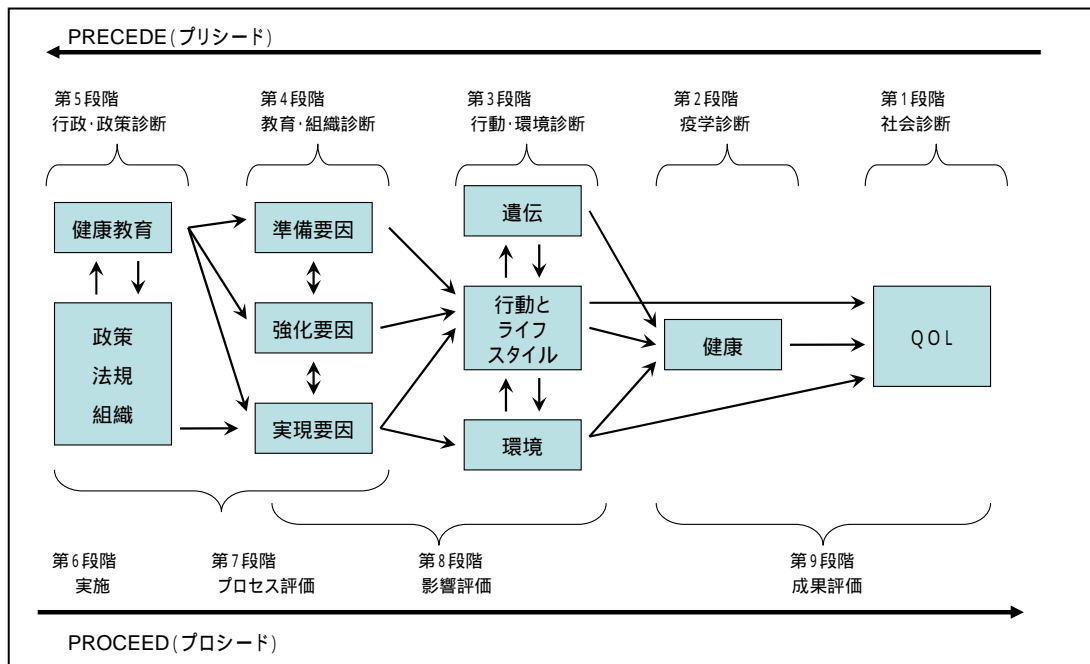 PRECEDE(プリシード)
第5段階
行政・政策診断
第4段階
教育・組織診断
第3段階
行動・環境診断
第2段階
疫学診断
第1段階
社会診断
健康教育
政策
法規
組織
準備要因
強化要因
実現要因
遺伝
行動と
ライフ
スタイル
環境
健康
QOL
第6段階
実施
第7段階
プロセス評価
第8段階
影響評価
第9段階
成果評価
PROCEED(プロシード)